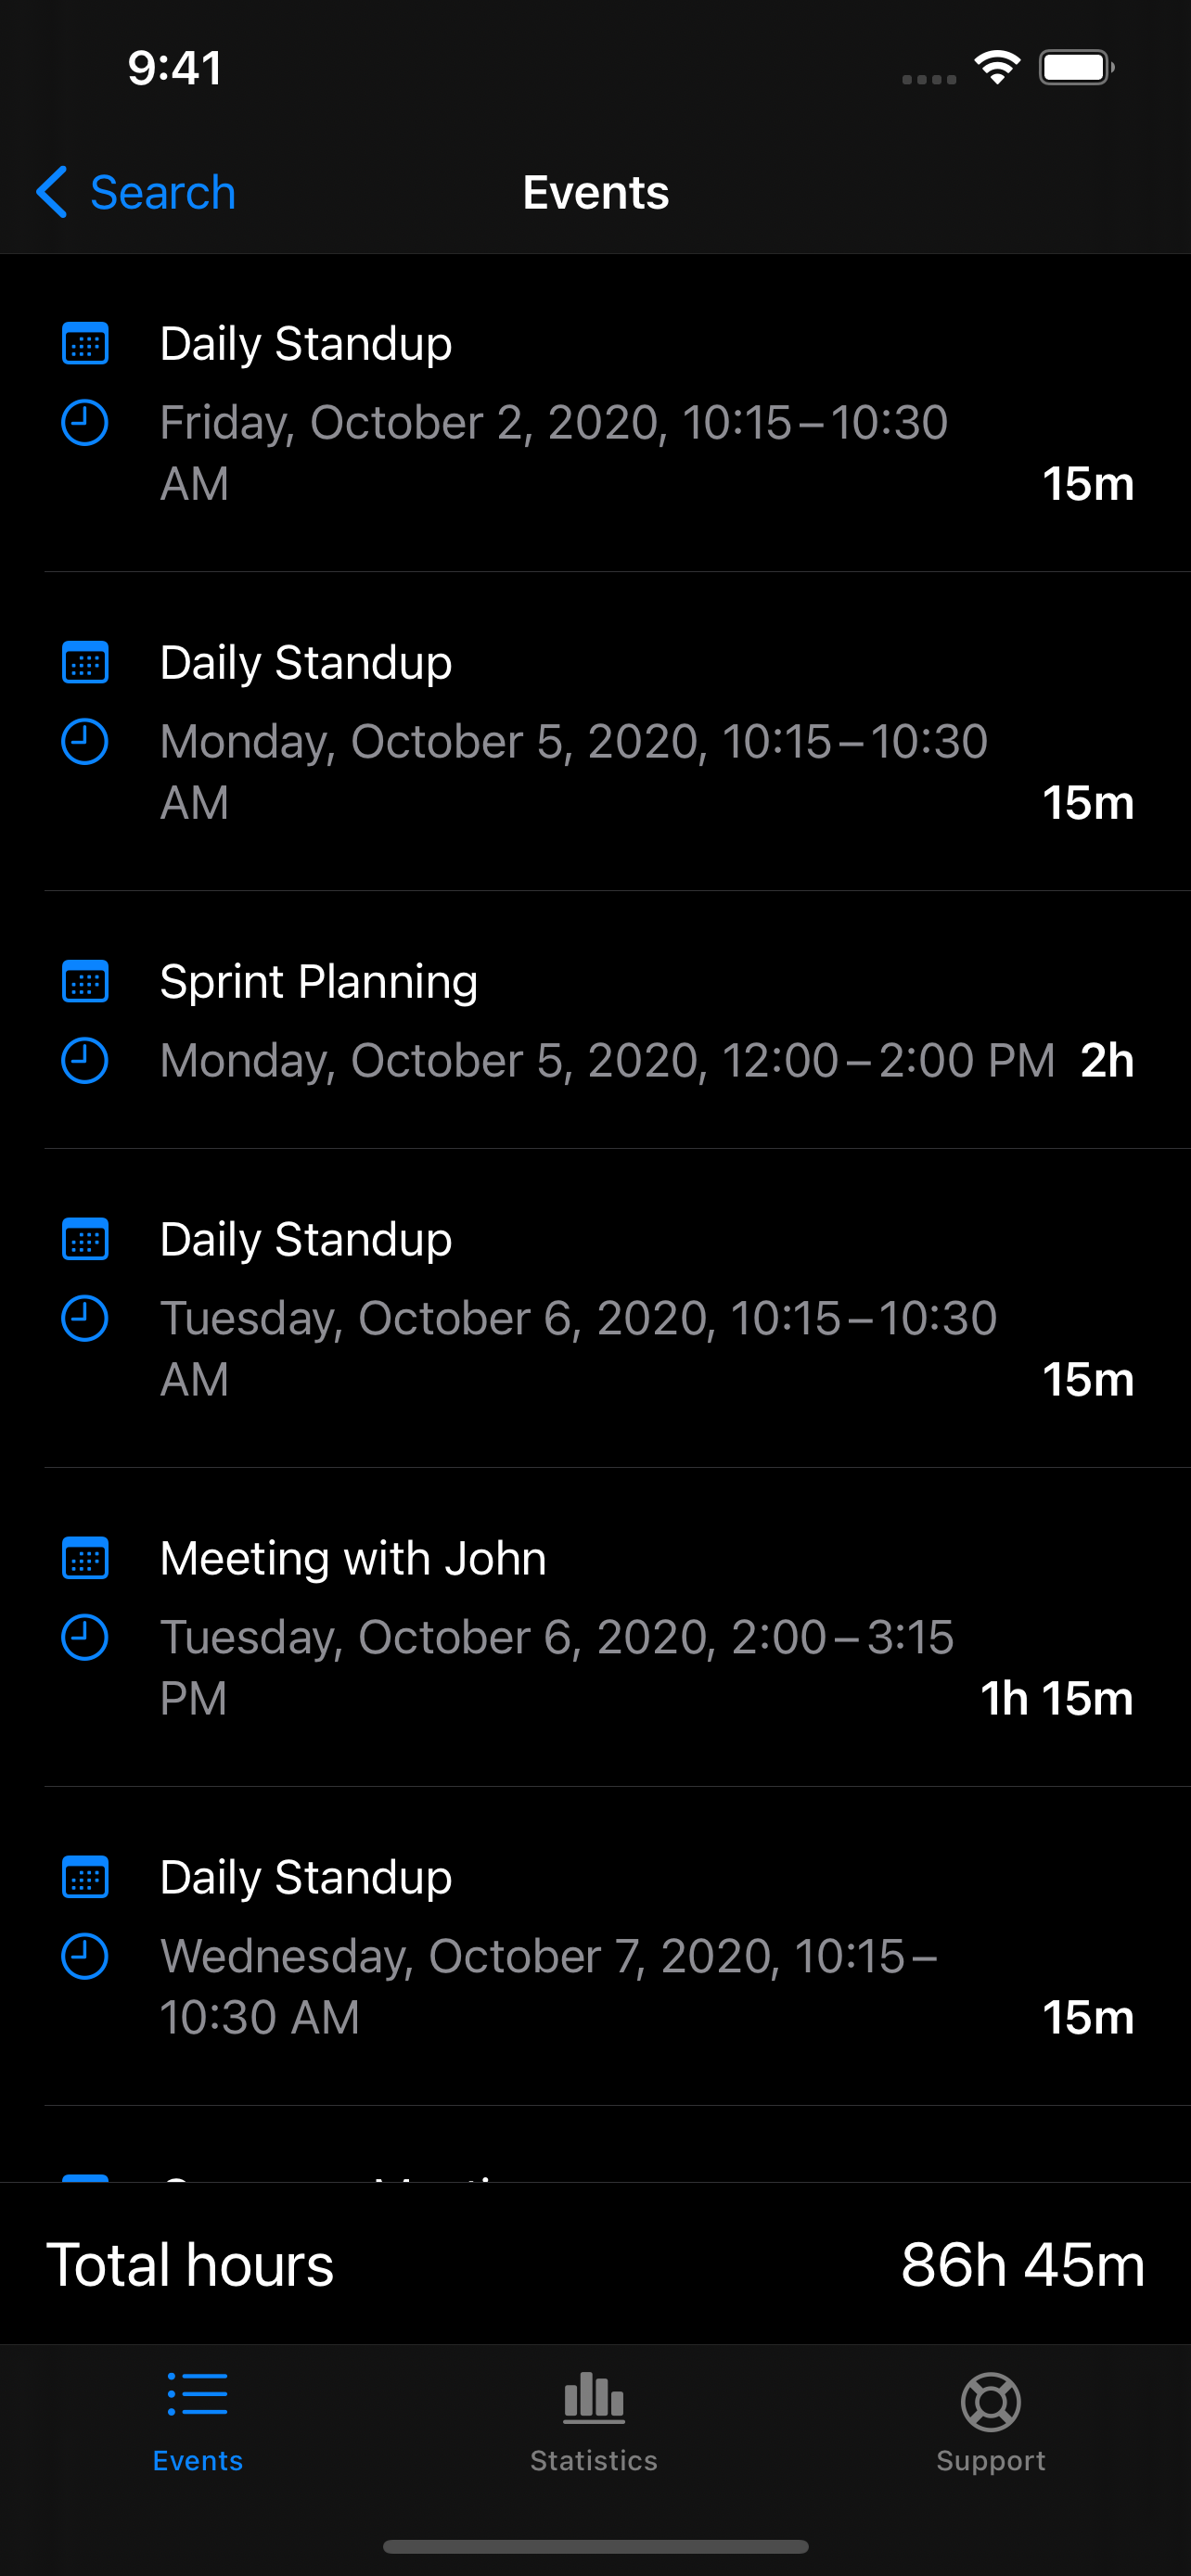 9:41
Search
Events
Daily Standup
Friday, October 2, 2020, 10:15 – 10:30
AM
15m
Daily Standup
Monday, October 5, 2020, 10:15 – 10:30
AM
15m
Sprint Planning
Monday, October 5, 2020, 12:00 – 2:00 PM 2h
Daily Standup
Tuesday, October 6, 2020, 10:15 – 10:30
AM
15m
Meeting with John
Tuesday, October 6, 2020, 2:00 – 3:15
PM
1h 15m
Daily Standup
Wednesday, October 7, 2020, 10:15 –
10:30 AM
15m
Total hours 86h 45m
Events
Statistics
Support